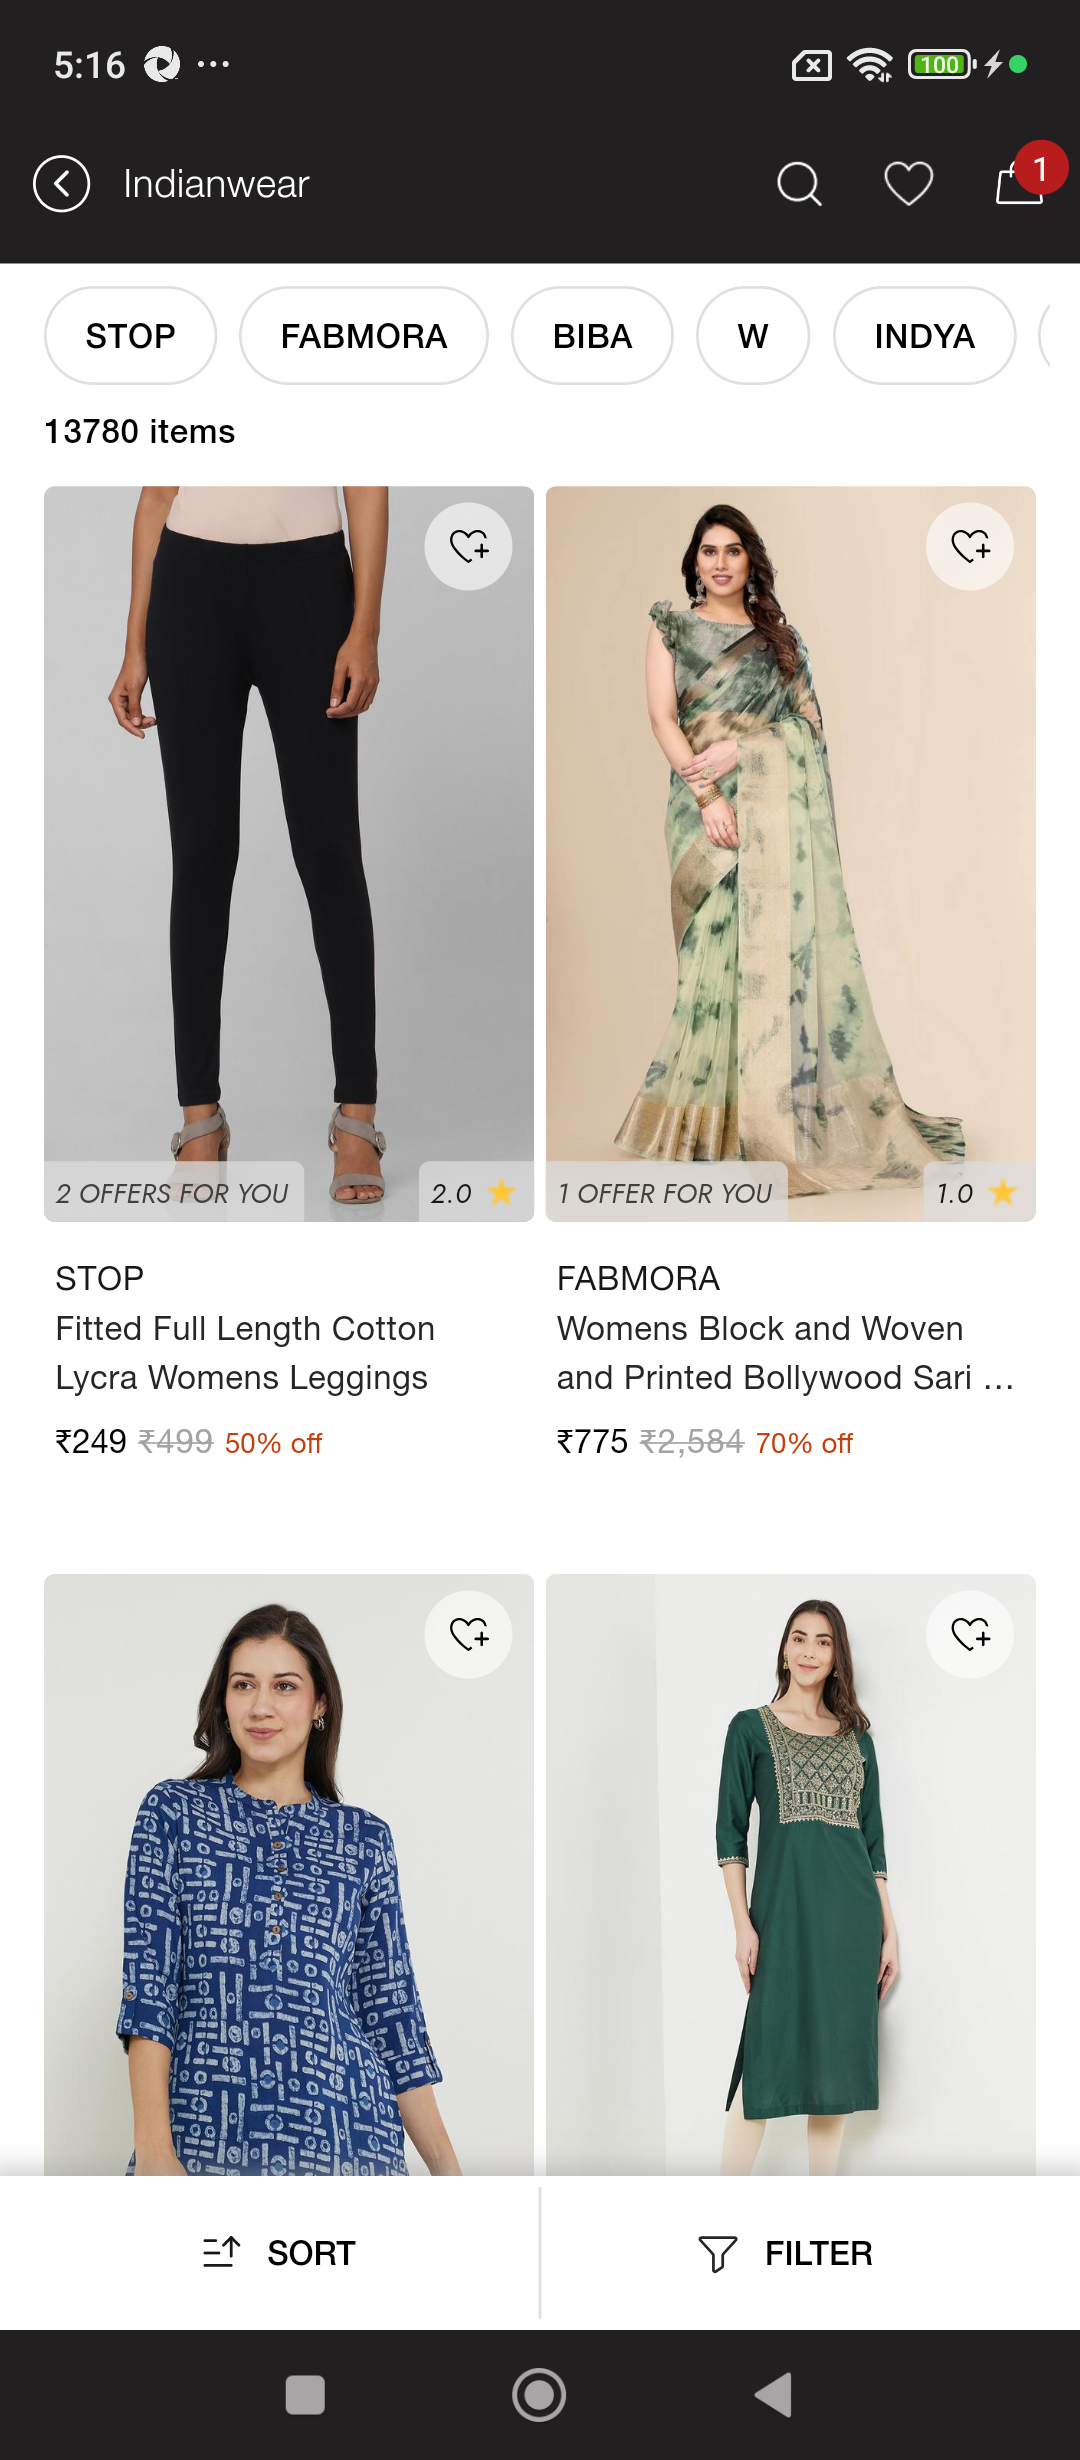 5:16
100
Indianwear
1
STOP FABMORA BIBA W INDYA
13780 items
2 OFFERS FOR YOU 2.0
1 OFFER FOR YOU 1.0
STOP
Fitted Full Length Cotton
Lycra Womens Leggings
₹249 ₹499 50% off
FABMORA
Womens Block and Woven
and Printed Bollywood Sari ...
₹775 ₹2,584 70% off
SORT
FILTER